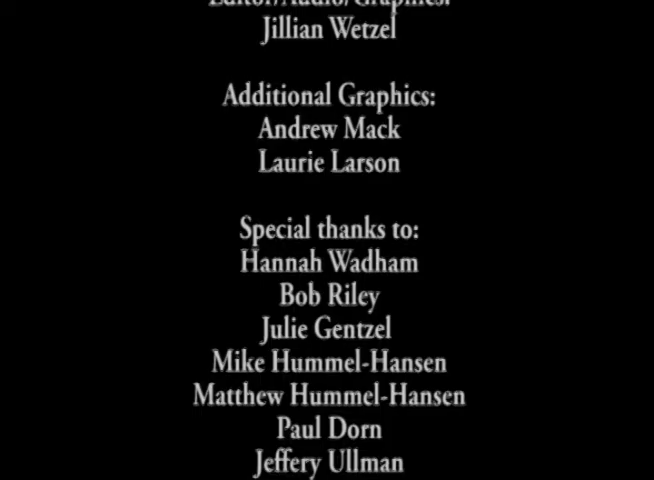 Editor/Audio/Graphics:
Jillian Wetzel
Additional Graphics:
Andrew Mack
Laurie Larson
Special thanks to:
Hannah Wadham
Bob Riley
Julie Gentzel
Mike Hummel-Hansen
Matthew Hummel-Hansen
Paul Dorn
Jeffery Ullman